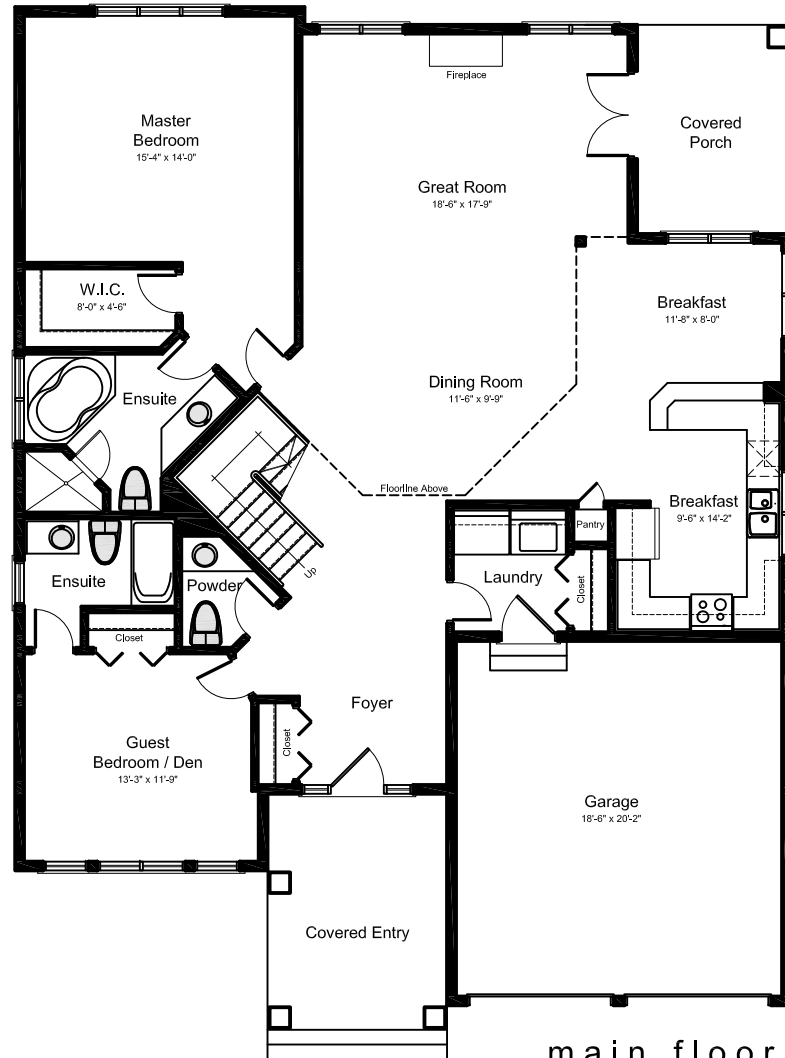 Fireplace
Master
Bedroom
15'-4" x 14'-0"
Covered
Porch
Great Room
18'-6" x 17'-9"
W.I.C.
8'-0" x 4'-6"
Breakfast
11'-8" x 8'-0"
Ensuite
Dining Room
11'-6" x 9'-9"
Floorline Above
Breakfast
9'-6" x 14'-2"
Pantry
Ensuite
Powder
Up
Laundry
Closet
Closet
Foyer
Closet
Guest
Bedroom / Den
13'-3" x 11'-9"
Garage
18'-6" x 20'-2"
Covered Entry
main floor